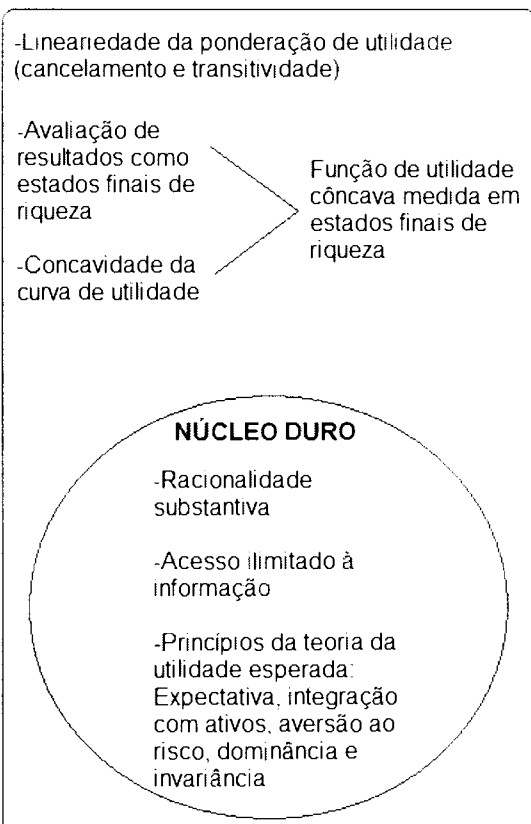 -Lineariedade da ponderação de utilidade
(cancelamento e transitividade)
-Avaliação de
resultados como
estados finais de
riqueza
-Concavidade da
curva de utilidade
Função de utilidade
côncava medida em
estados finais de
riqueza
NÚCLEO DURO
-Racionalidade
substantiva
-Acesso ilimitado à
informação
-Princípios da teoria da
utilidade esperada:
Expectativa, integração
com ativos, aversão ao
risco, dominância e
invariância